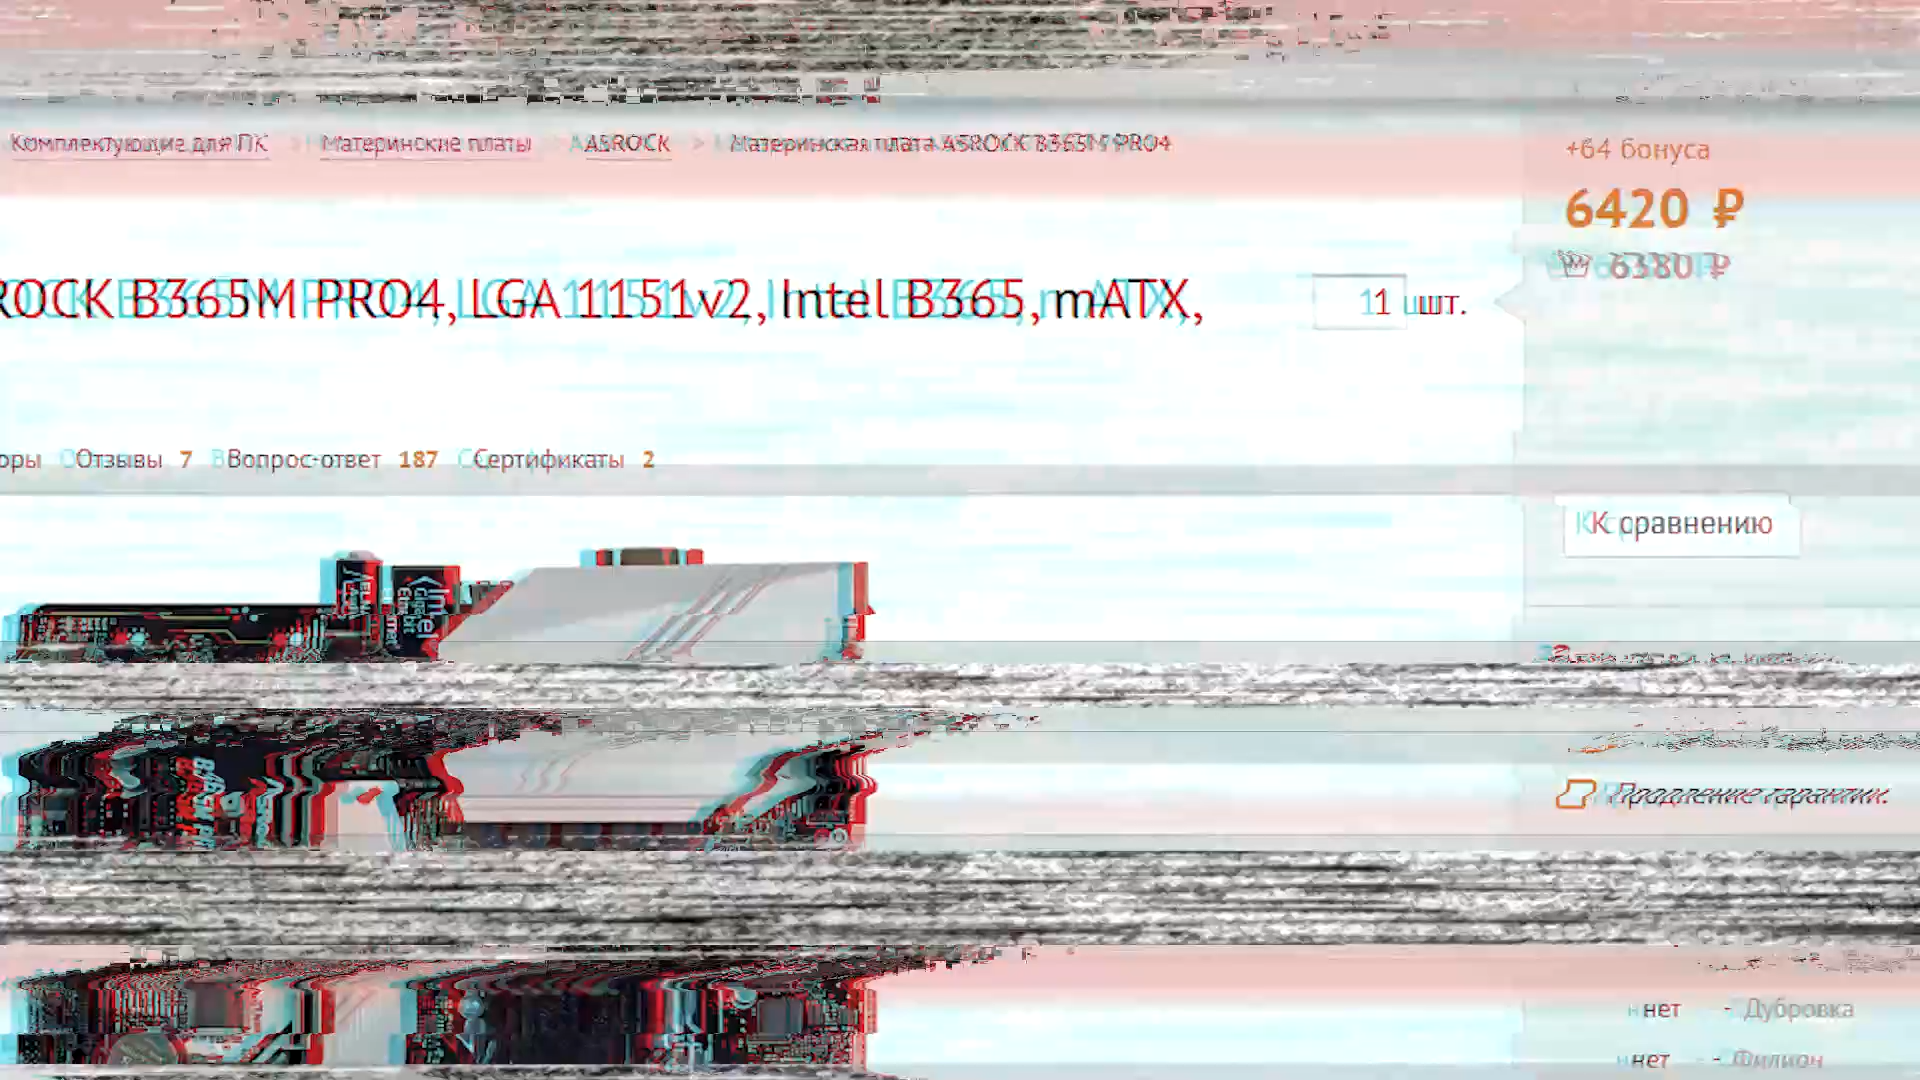 Комплектующие для ПК > Материнские платы > ASROCK > Материнская плата ASROCK B365M PRO4
+64 бонуса
6420 ₽
6380 ₽
ROCK B365M PRO4, LGA 1151v2, Intel B365, mATX,
1 шт.
оры Отзывы 7 Вопрос-ответ 187 Сертификаты 2
К сравнению
Intel
Продление гарантии.
нет - Дубровка
нет - Филион